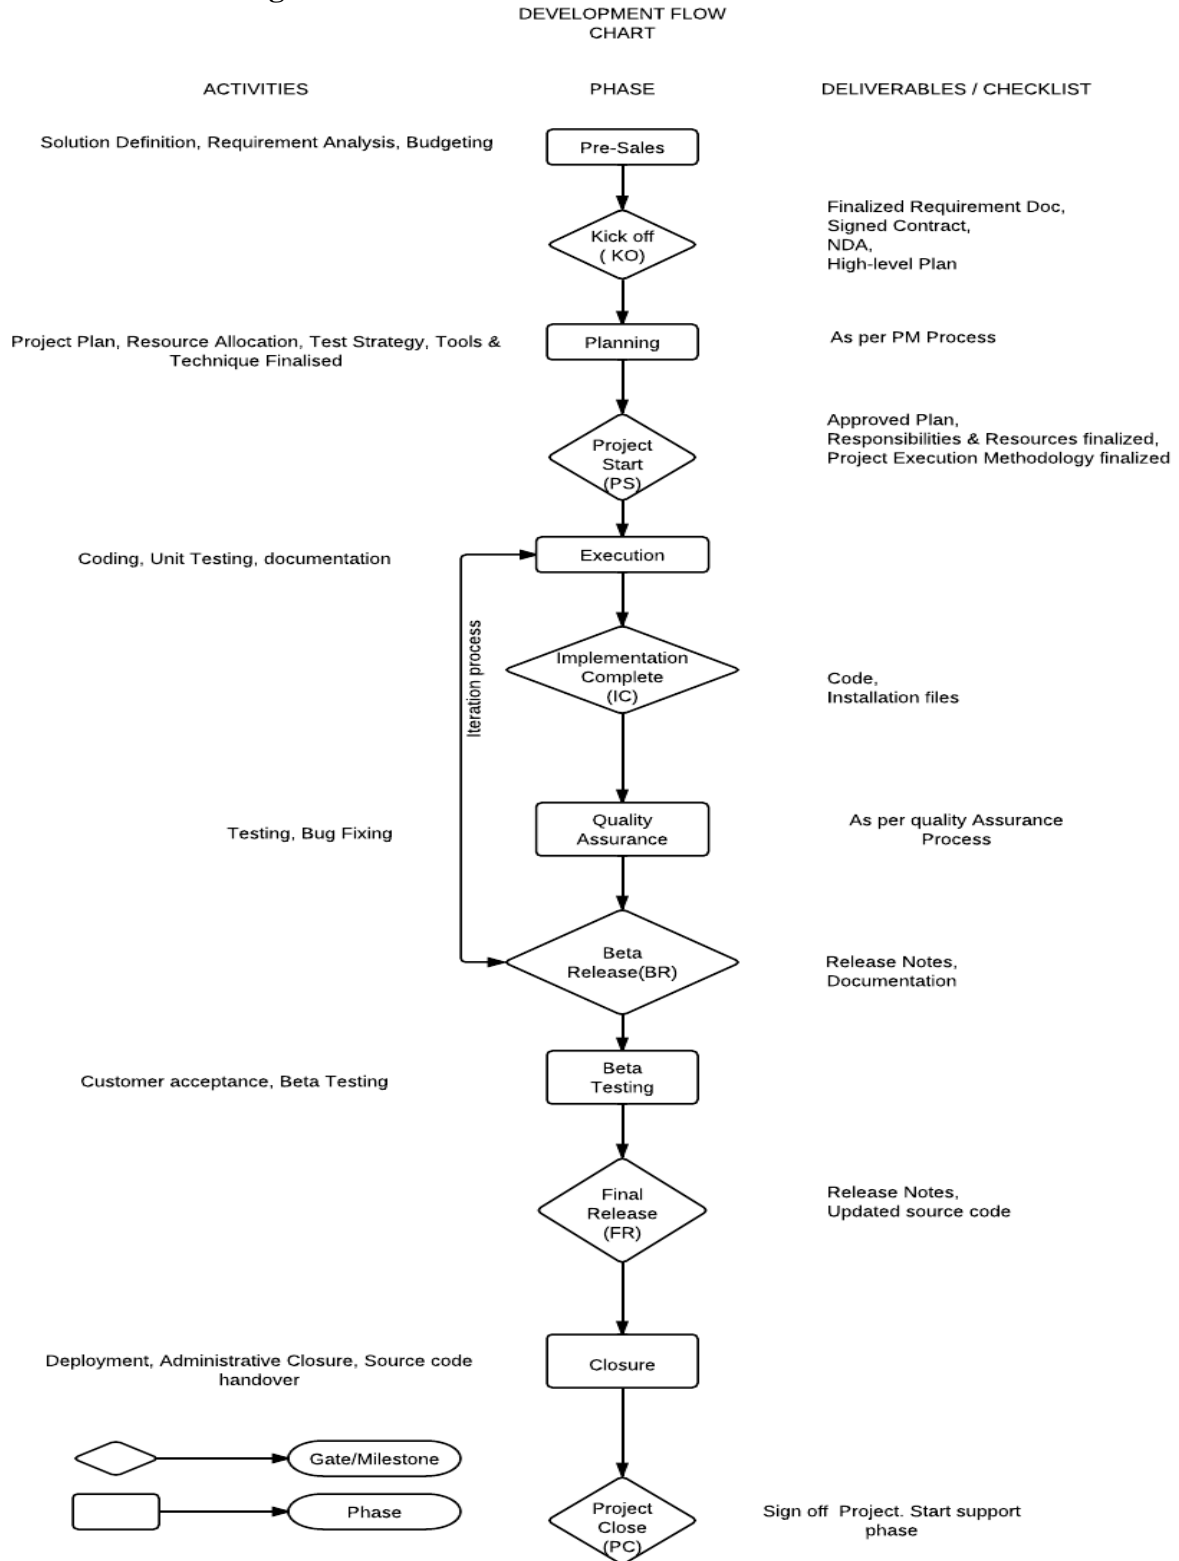 DEVELOPMENT FLOW
CHART
ACTIVITIES
PHASE
DELIVERABLES / CHECKLIST
Solution Definition, Requirement Analysis, Budgeting
Pre-Sales
Kick off
( KO)
Finalized Requirement Doc,
Signed Contract,
NDA,
High-level Plan
Project Plan, Resource Allocation, Test Strategy, Tools &
Technique Finalised
Planning
As per PM Process
Project
Start
(PS)
Approved Plan,
Responsibilities & Resources finalized,
Project Execution Methodology finalized
Coding, Unit Testing, documentation
Execution
Iteration process
Implementation
Complete
(IC)
Code,
Installation files
Testing, Bug Fixing
Quality
Assurance
As per quality Assurance
Process
Beta
Release(BR)
Release Notes,
Documentation
Customer acceptance, Beta Testing
Beta
Testing
Final
Release
(FR)
Release Notes,
Updated source code
Deployment, Administrative Closure, Source code
handover
Closure
Gate/Milestone
Phase
Project
Close
(PC)
Sign off  Project. Start support
phase